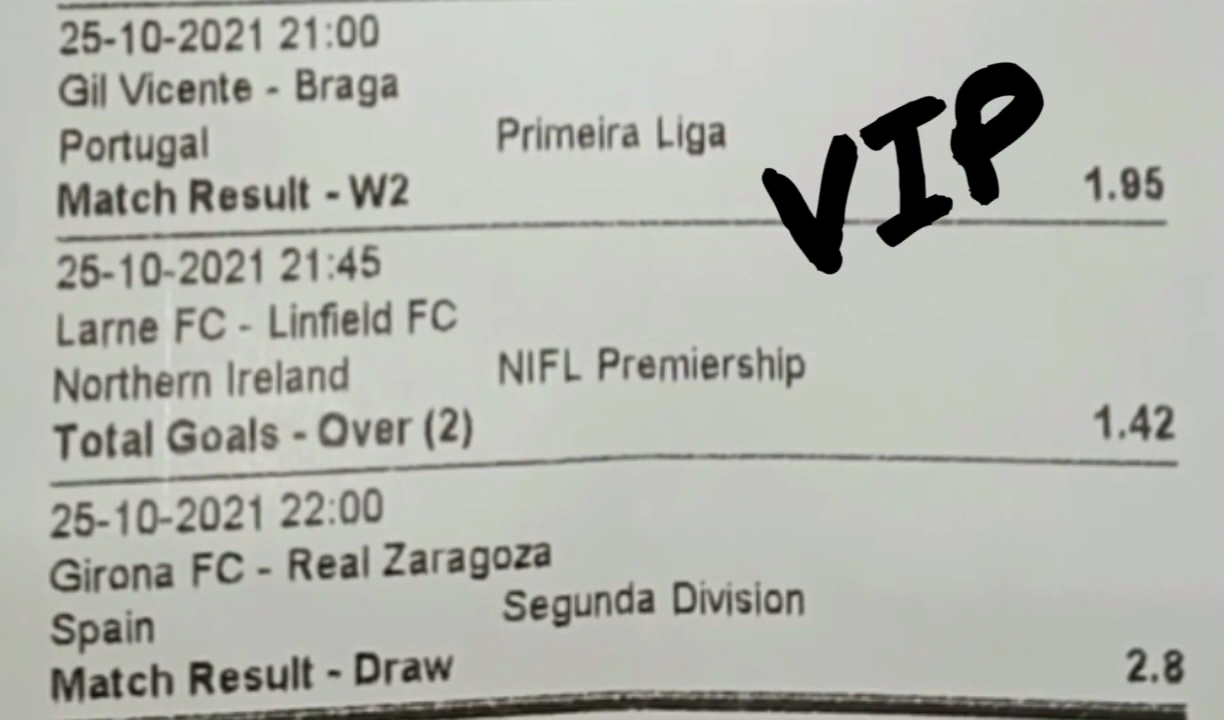 25-10-2021 21:00
Gil Vicente - Braga
Portugal Primeira Liga
Match Result - W2 1.95
VIP
25-10-2021 21:45
Larne FC - Linfield FC
Northern Ireland NIFL Premiership
Total Goals - Over (2) 1.42
25-10-2021 22:00
Girona FC - Real Zaragoza
Spain Segunda Division
Match Result - Draw 2.8